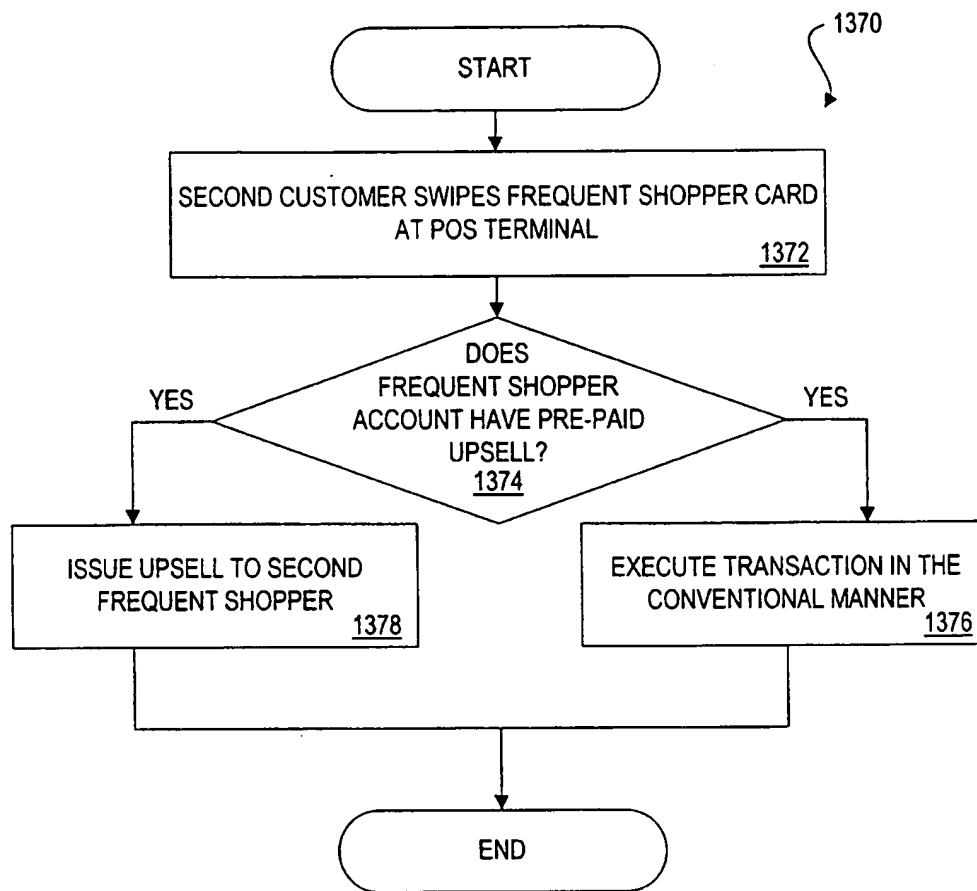 1370
START
SECOND CUSTOMER SWIPES FREQUENT SHOPPER CARD
AT POS TERMINAL
1372
DOES
FREQUENT SHOPPER
ACCOUNT HAVE PRE-PAID
UPSELL?
1374
YES
YES
ISSUE UPSELL TO SECOND
FREQUENT SHOPPER
1378
EXECUTE TRANSACTION IN THE
CONVENTIONAL MANNER
1376
END